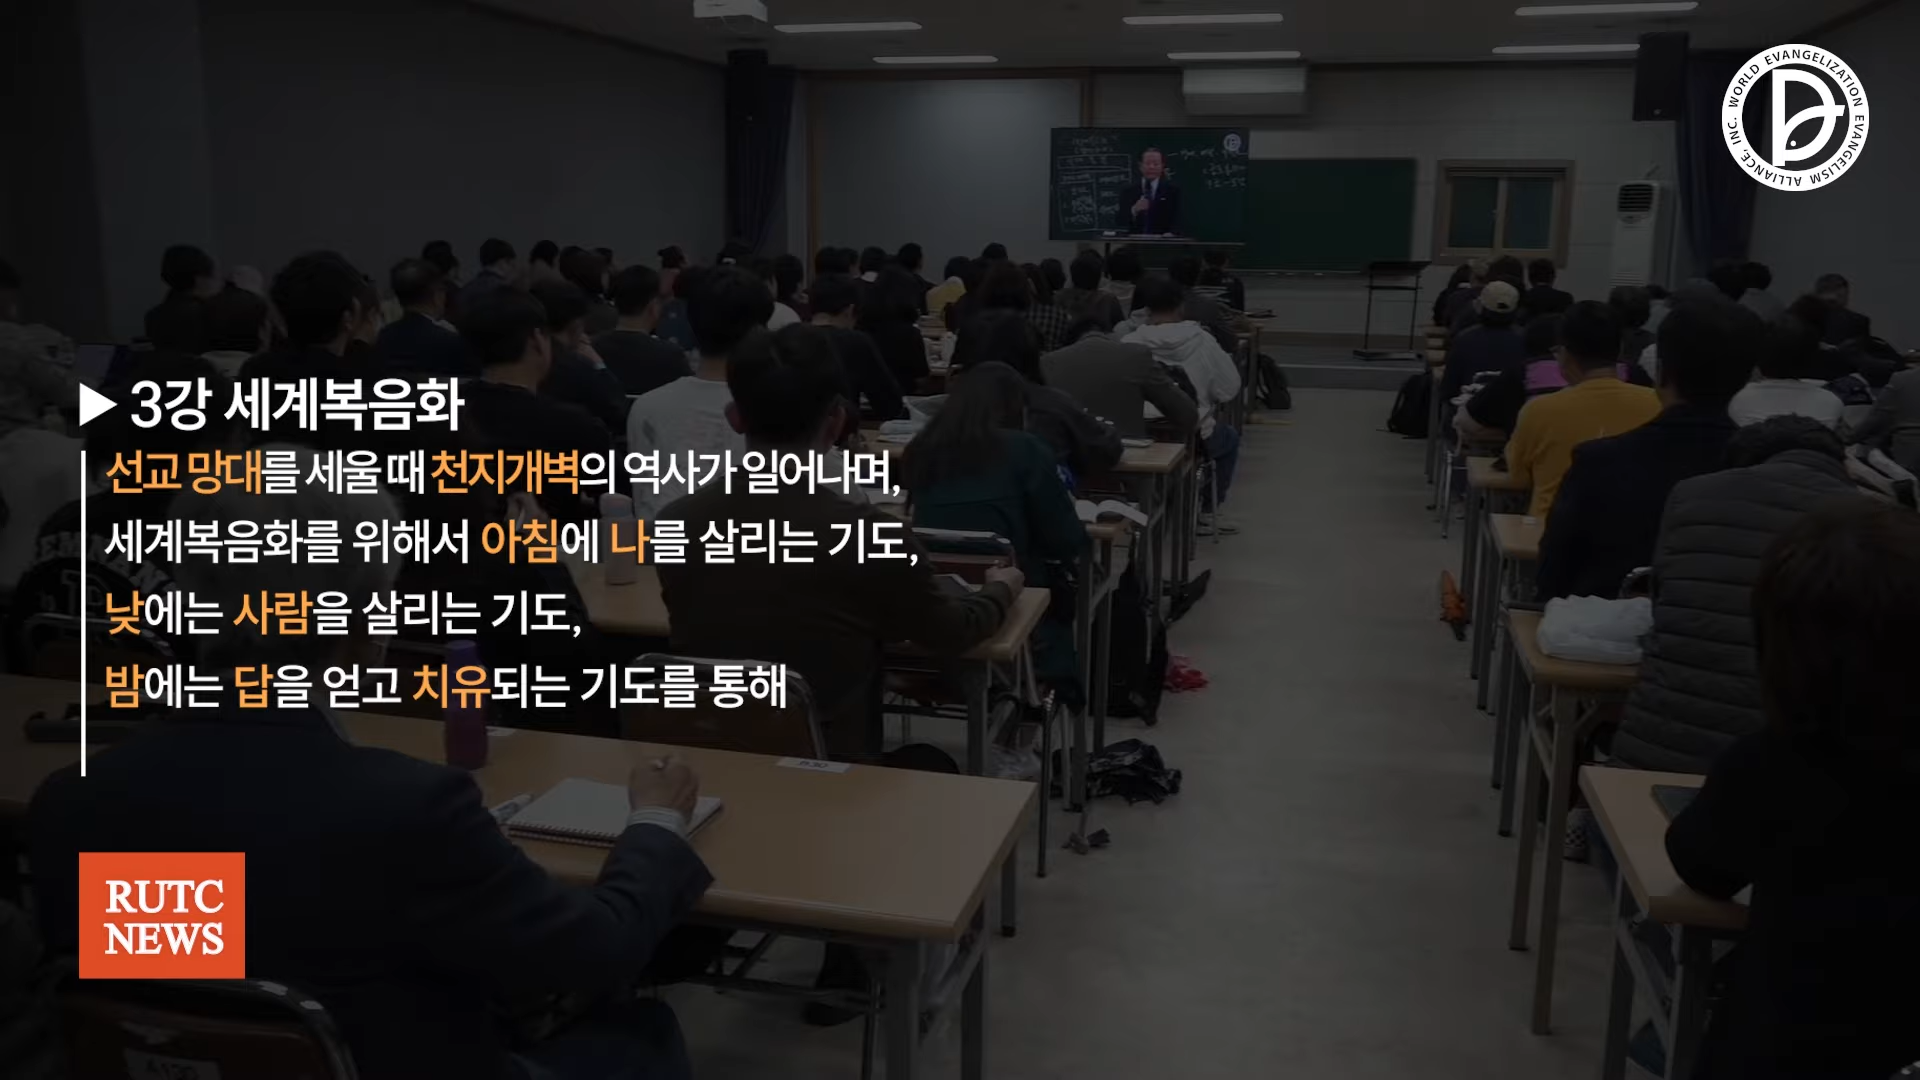 WORLD EVANGELIZATION EVANGELISM ALLIANCE, INC.
▶ 3강 세계복음화
선교 망대를 세울 때 천지개벽의 역사가 일어나며,
세계복음화를 위해서 아침에 나를 살리는 기도,
낮에는 사람을 살리는 기도,
밤에는 답을 얻고 치유되는 기도를 통해
RUTC
NEWS